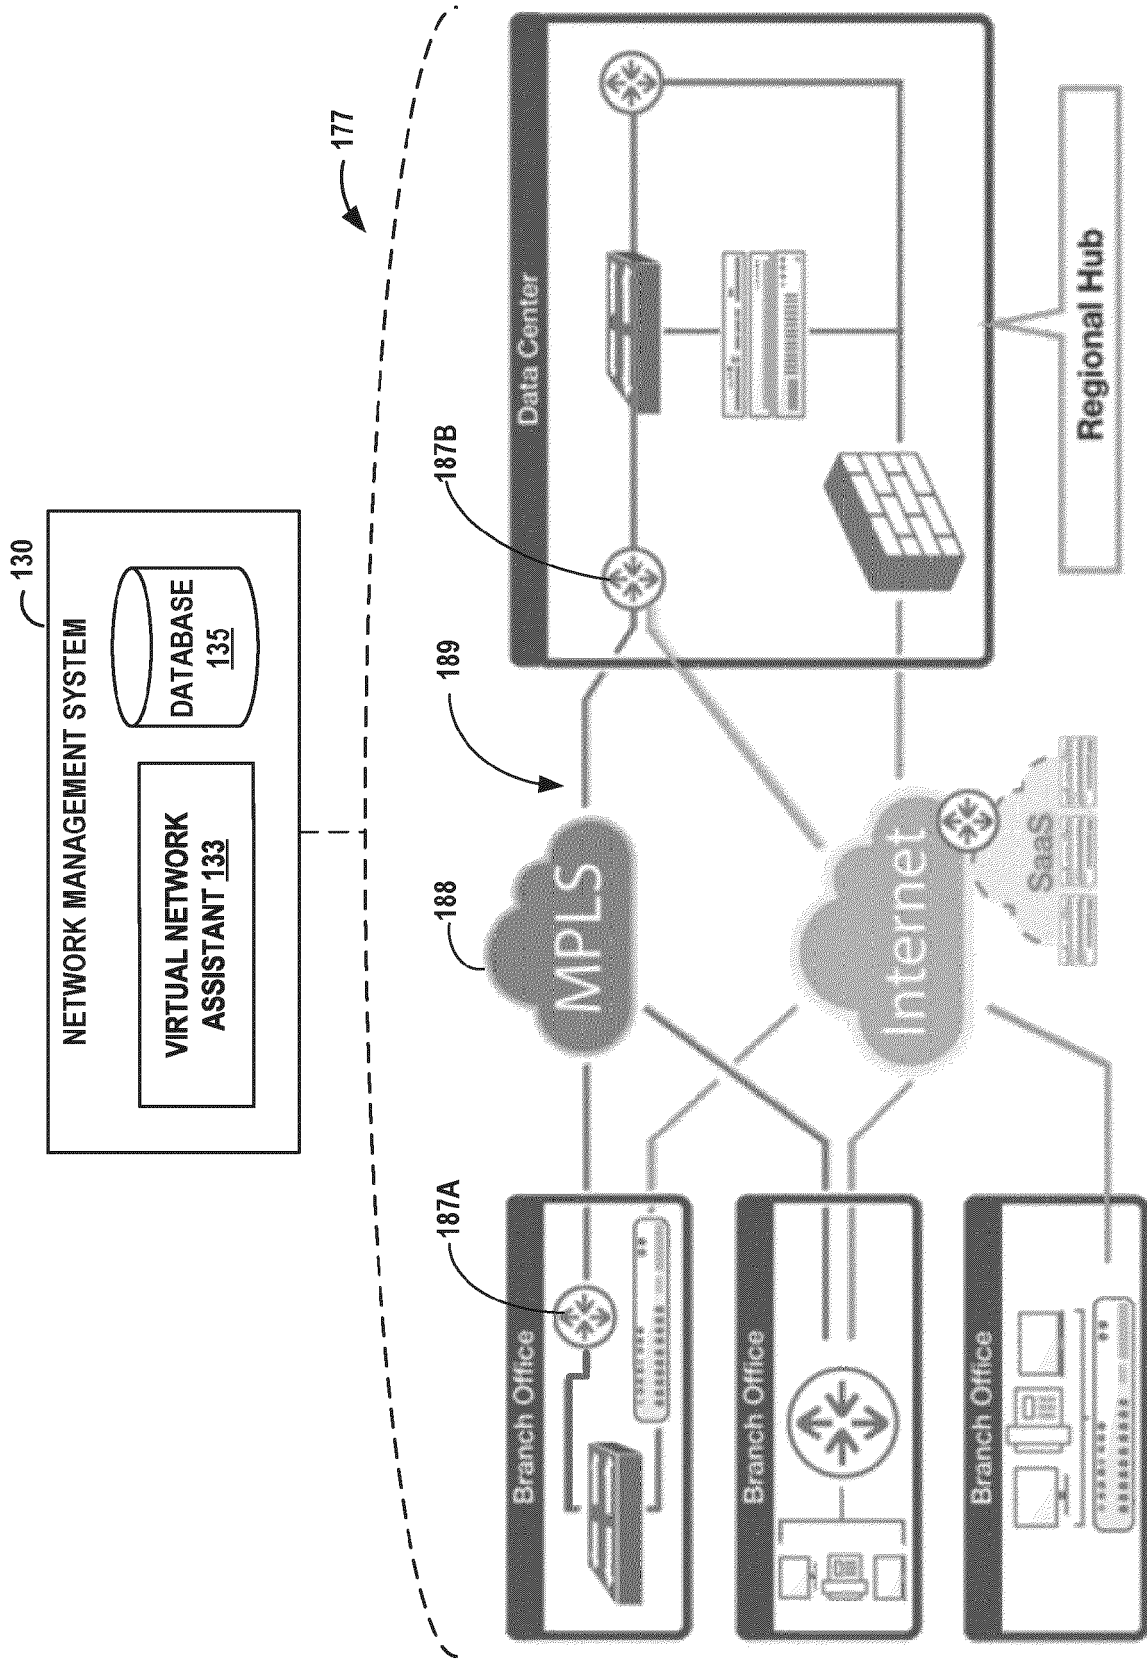 NETWORK MANAGEMENT SYSTEM
130
VIRTUAL NETWORK
ASSISTANT 133
DATABASE
135
177
187A
188
189
187B
Branch Office
MPLS
Data Center
Branch Office
Internet
SaaS
Branch Office
Regional Hub